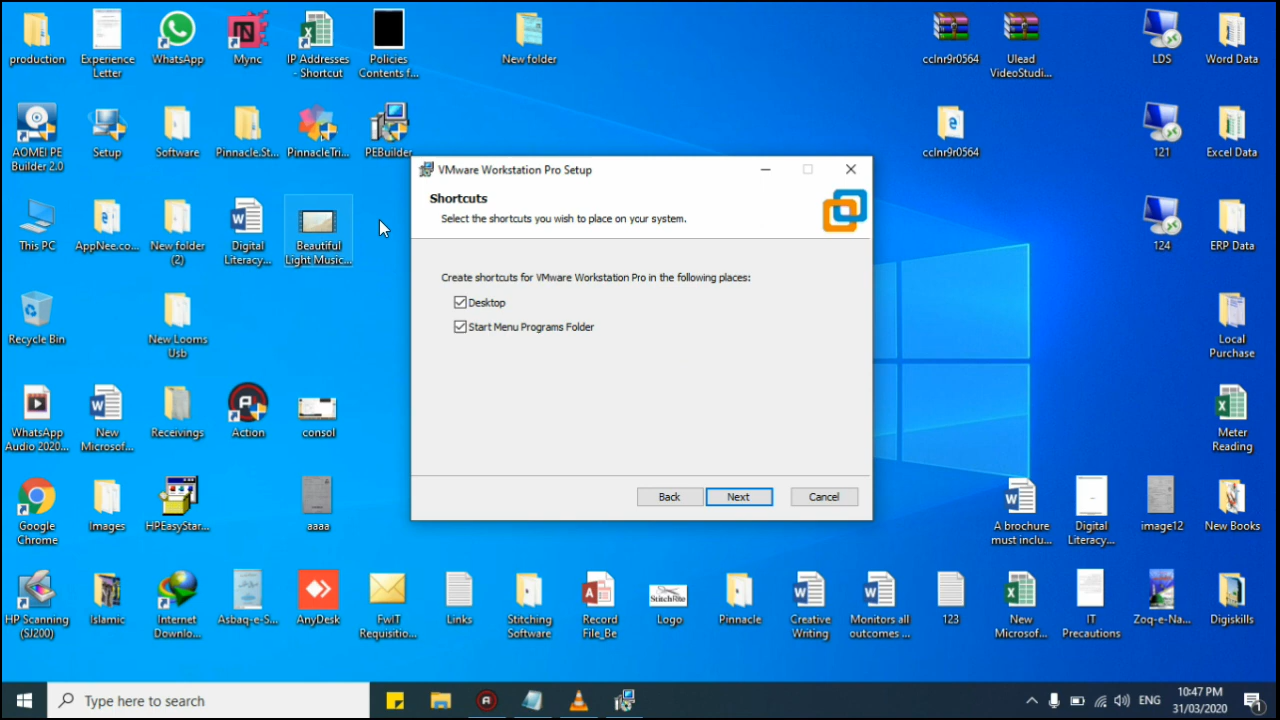 production
Experience
Letter
WhatsApp
Mync
IP Addresses
- Shortcut
Policies
Contents f...
New folder
cclnr9r0564
Ulead
VideoStudi...
LDS
Word Data
AOMEI PE
Builder 2.0
Setup
Software
Pinnacle.St...
PinnacleTri...
PEBuilder
cclnr9r0564
121
Excel Data
VMware Workstation Pro Setup
Shortcuts
Select the shortcuts you wish to place on your system.
Create shortcuts for VMware Workstation Pro in the following places:
Desktop
Start Menu Programs Folder
Back
Next
Cancel
This PC
AppNee.co...
New folder
(2)
Digital
Literacy...
Beautiful
Light Music...
124
ERP Data
Recycle Bin
New Looms
Usb
Local
Purchase
WhatsApp
Audio 2020...
New
Microsof...
Receivings
Action
consol
Meter
Reading
Google
Chrome
Images
HPEasyStar...
aaaa
A brochure
must inclu...
Digital
Literacy...
image12
New Books
HP Scanning
(SJ200)
Islamic
Internet
Downlo...
Asbaq-e-S...
AnyDesk
FwIT
Requisitio...
Links
Stitching
Software
Record
File_Be
StitchRite
Logo
Pinnacle
Creative
Writing
Monitors all
outcomes ...
123
New
Microsof...
IT
Precautions
Zoq-e-Na...
Digiskills
Type here to search
ENG
10:47 PM
31/03/2020
1